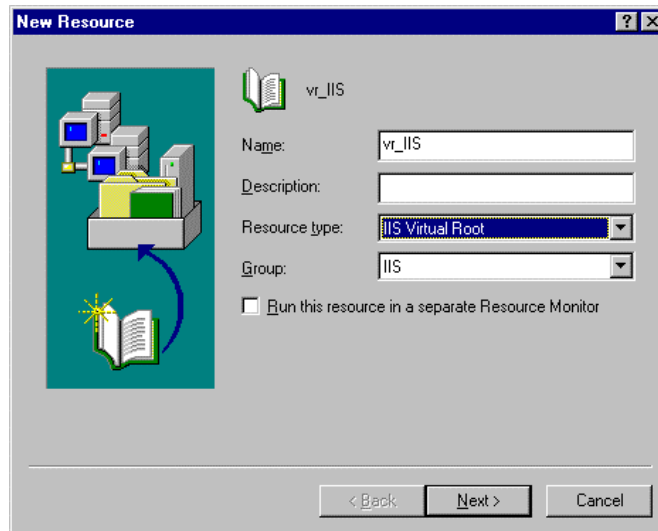 New Resource
vr_IIS
Name: vr_IIS
Description:
Resource type: IIS Virtual Root
Group: IIS
Run this resource in a separate Resource Monitor
< Back Next > Cancel